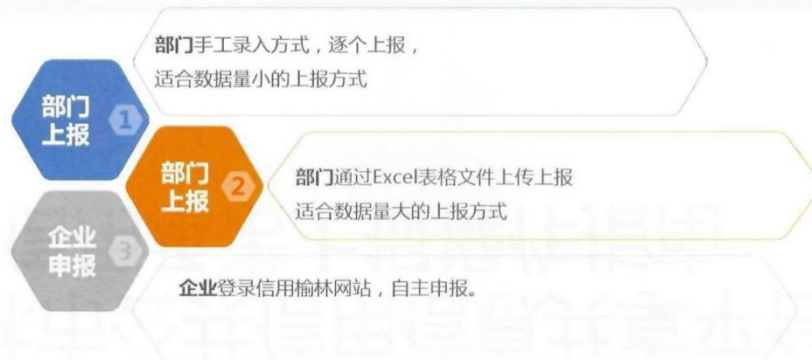 部门手工录入方式，逐个上报，
适合数据量小的上报方式
部门
上报
1
部门
上报
2
部门通过Excel表格文件上传上报
适合数据量大的上报方式
企业
申报
3
企业登录信用榆林网站，自主申报。